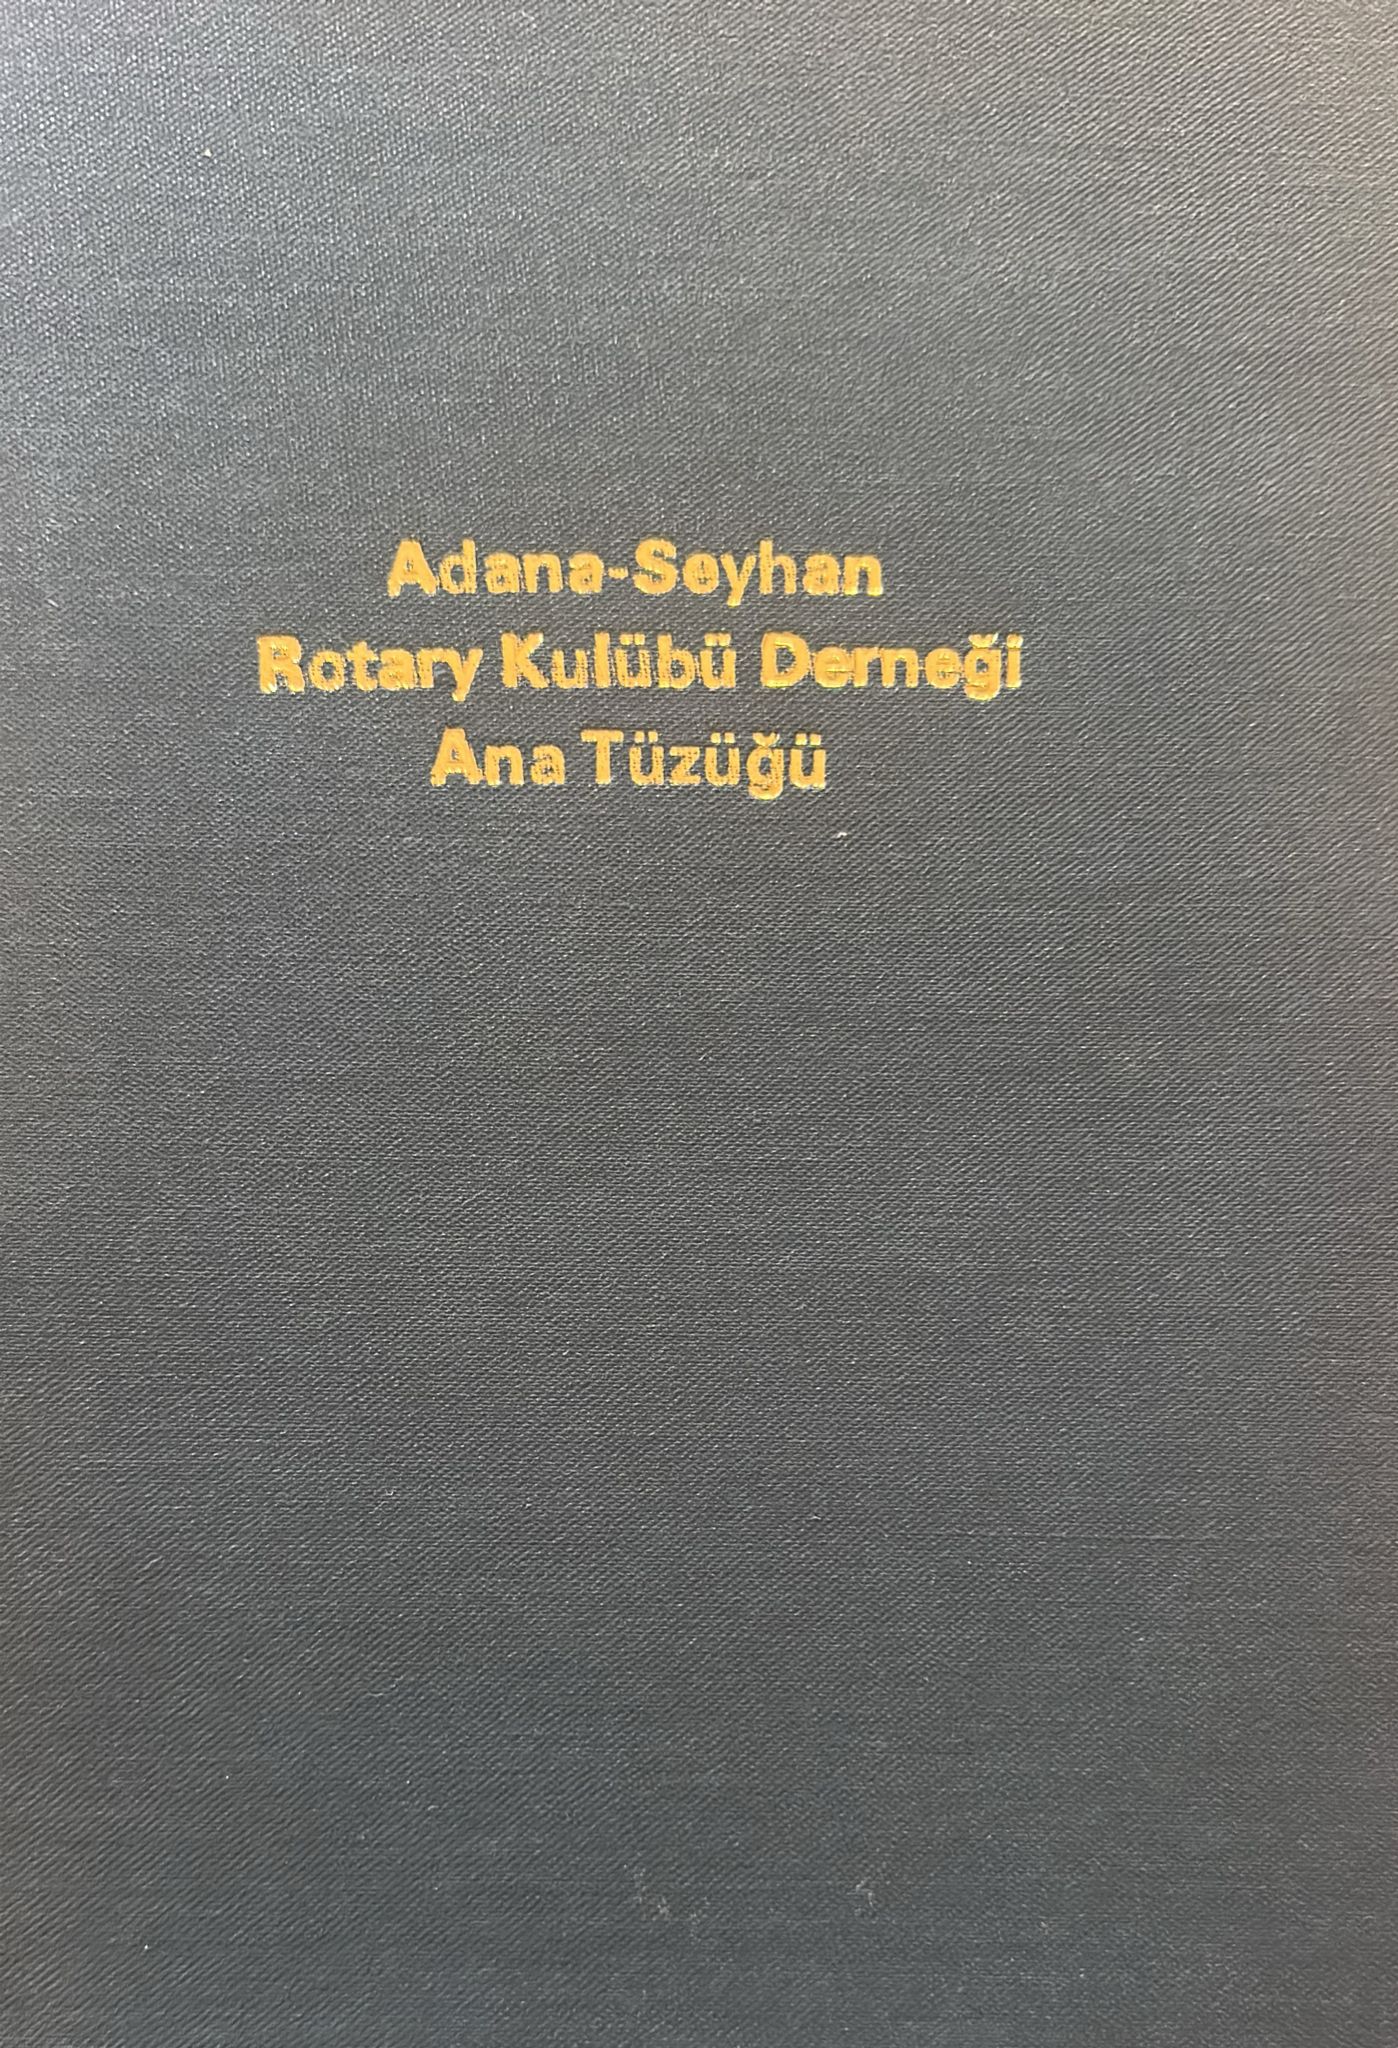 Adana-Seyhan
Rotary Kulübü Derneği
Ana Tüzüğü